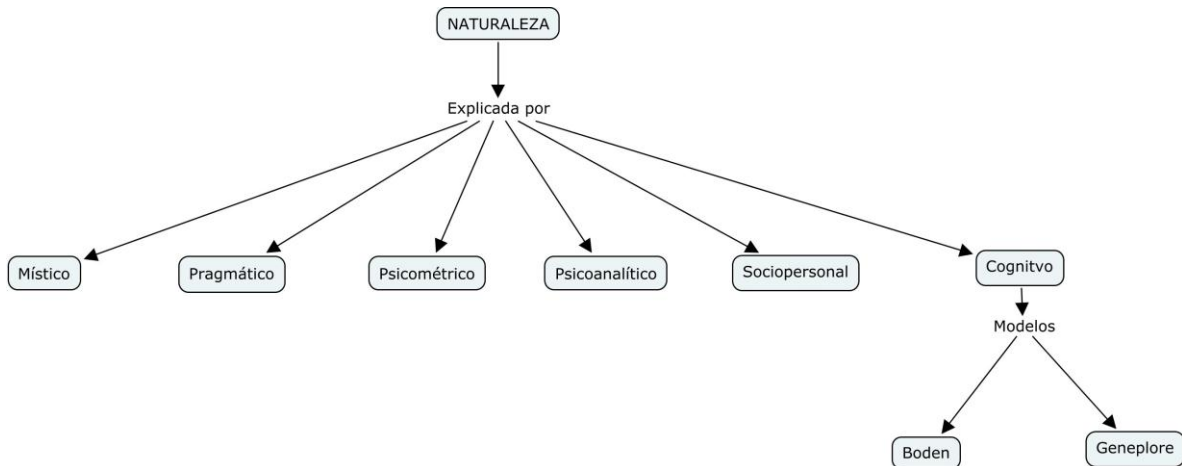 NATURALEZA
Explicada por
Místico
Pragmático
Psicométrico
Psicoanalítico
Sociopersonal
Cognitvo
Modelos
Boden
Geneplore